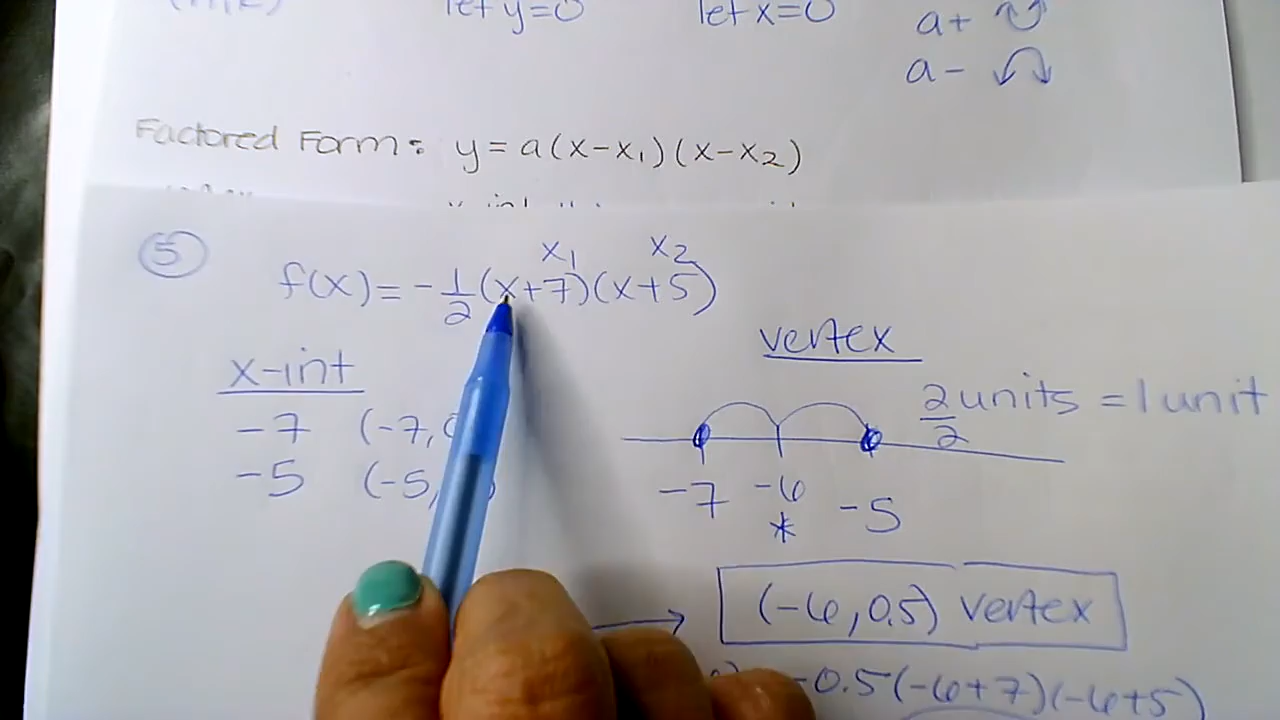 let y=0 let x=0 a+
a-
Factored Form: y = a(x-x₁)(x-x₂)
5 x₁ x₂
f(x) = -1/2(x+7)(x+5)
vertex
x-int
2/2 units = 1 unit
-7 (-7,
-5 (-5,
-7 -6 -5
*
(-6, 0.5) vertex
-0.5(-6+7)(-6+5)